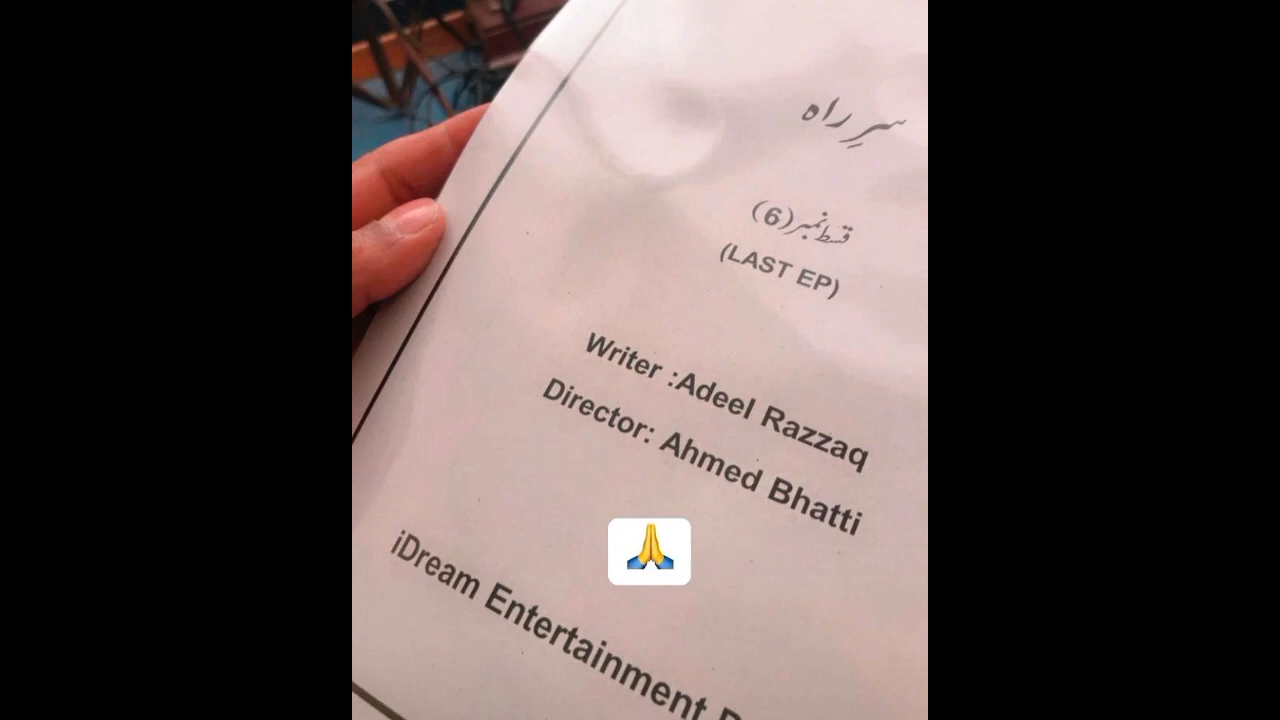 سرِ راہ
قسط نمبر (6)
(LAST EP)
Writer :Adeel Razzaq
Director: Ahmed Bhatti
iDream Entertainment